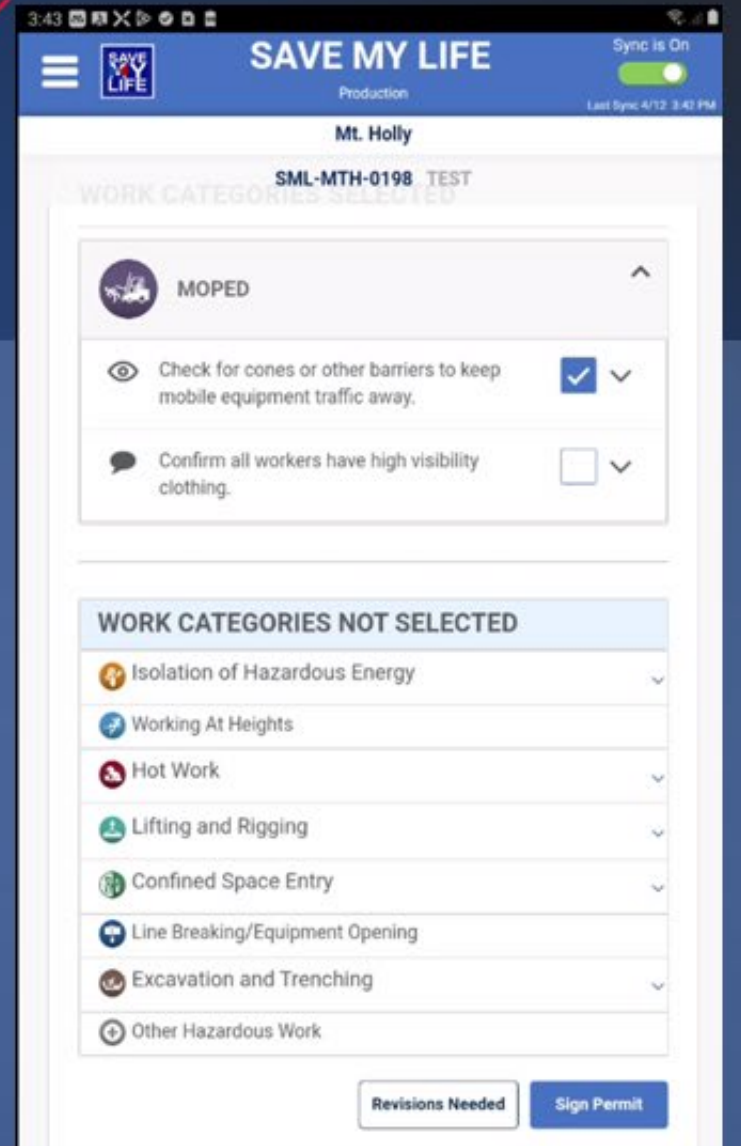 3:43
SAVE MY LIFE
SAVE MY LIFE
Production
Sync is On
Last Sync 4/12 3:42 PM
Mt. Holly
SML-MTH-0198 TEST
WORK CATEGORIES SELECTED
MOPED
Check for cones or other barriers to keep
mobile equipment traffic away.
Confirm all workers have high visibility
clothing.
WORK CATEGORIES NOT SELECTED
Isolation of Hazardous Energy
Working At Heights
Hot Work
Lifting and Rigging
Confined Space Entry
Line Breaking/Equipment Opening
Excavation and Trenching
Other Hazardous Work
Revisions Needed
Sign Permit